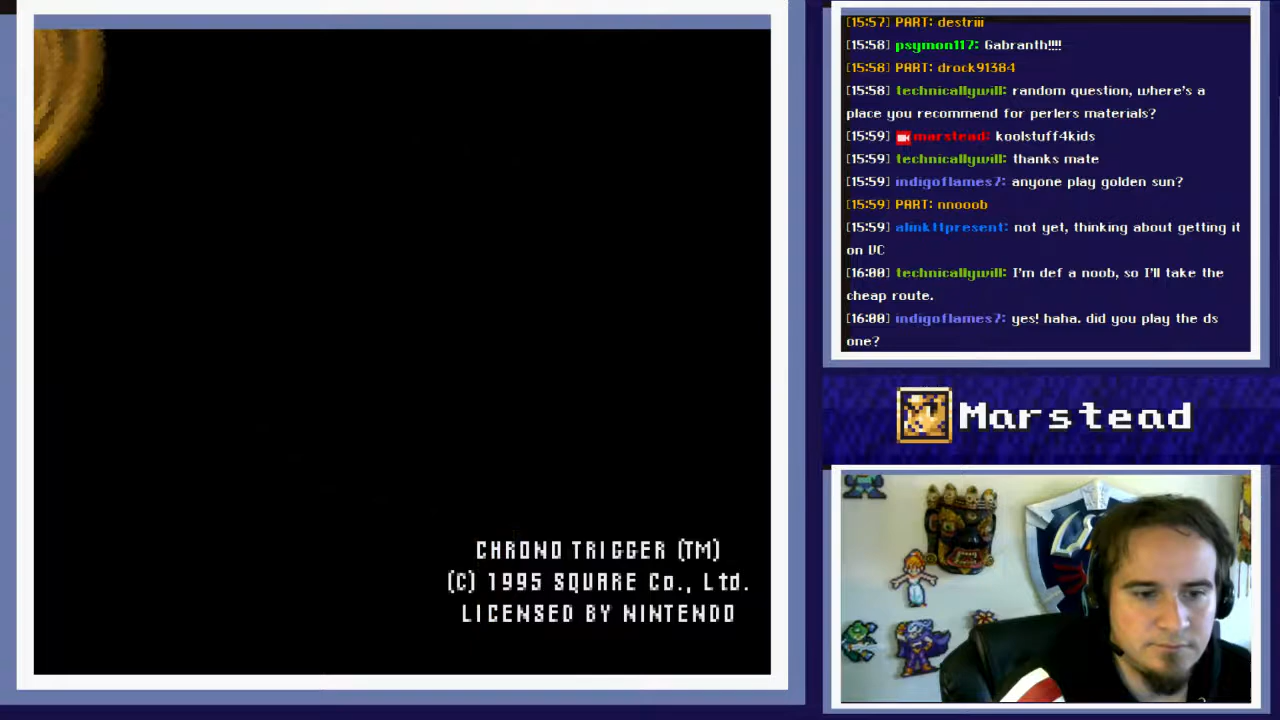 CHRONO TRIGGER (TM)
(C) 1995 SQUARE Co., Ltd.
LICENSED BY NINTENDO
[15:57] PART: destriii
[15:58] psymon117: Gabranth!!!!
[15:58] PART: drock91384
[15:58] technicallywill: random question, where's a
place you recommend for perlers materials?
[15:59] marstead: koolstuff4kids
[15:59] technicallywill: thanks mate
[15:59] indigoflames7: anyone play golden sun?
[15:59] PART: nnooob
[15:59] alink11present: not yet, thinking about getting it
on VC
[16:00] technicallywill: I'm def a noob, so I'll take the
cheap route.
[16:00] indigoflames7: yes! haha. did you play the ds
one?
Marstead